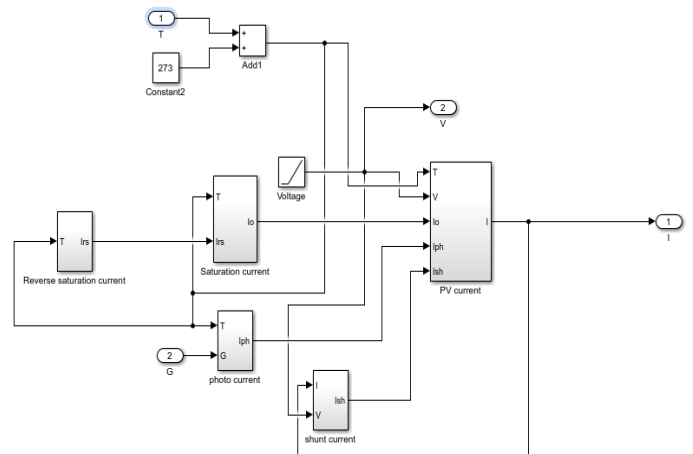 1
T
+
+
273
Constant2
Add1
2
V
Voltage
T
V
Io
Iph
Ish
I
PV current
1
I
T
Irs
Io
Saturation current
T
Irs
Reverse saturation current
T
G
Iph
photo current
2
G
I
V
Ish
shunt current